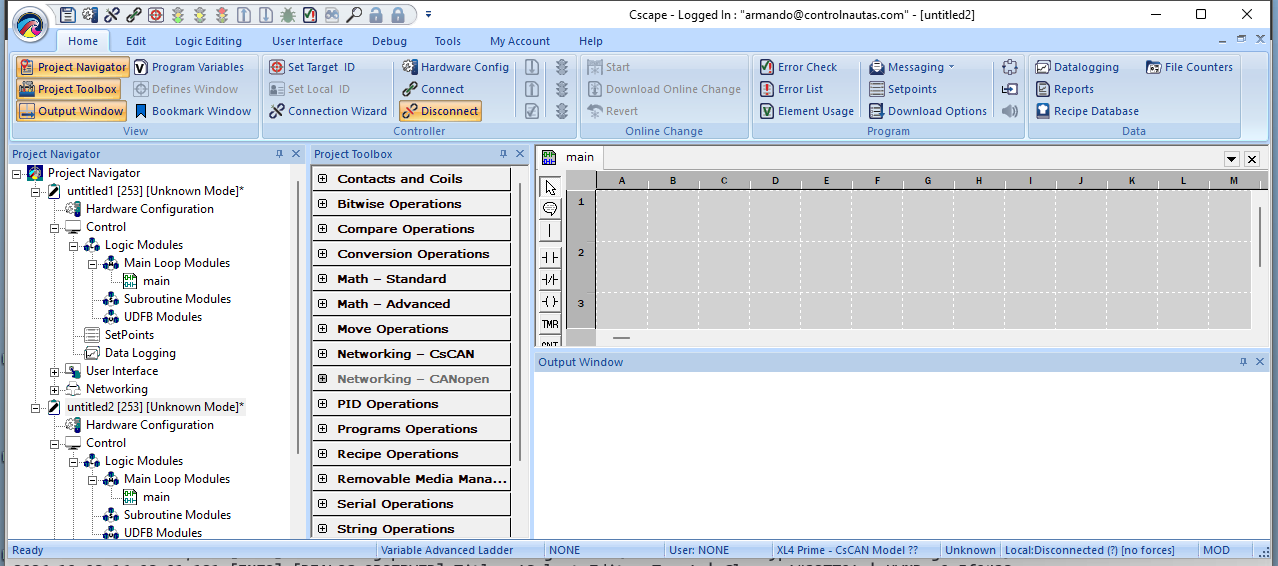 Cscape - Logged In : "armando@controlnautas.com" - [untitled2]
Home Edit Logic Editing User Interface Debug Tools My Account Help
Project Navigator Program Variables Set Target ID Hardware Config Start Error Check Messaging Datalogging File Counters
Project Toolbox Defines Window Set Local ID Connect Download Online Change Error List Setpoints Reports
Output Window Bookmark Window Connection Wizard Disconnect Revert Element Usage Download Options Recipe Database
View Controller Online Change Program Data
Project Navigator
Project Navigator
untitled1 [253] [Unknown Mode]*
Hardware Configuration
Control
Logic Modules
Main Loop Modules
main
Subroutine Modules
UDFB Modules
SetPoints
Data Logging
User Interface
Networking
untitled2 [253] [Unknown Mode]*
Hardware Configuration
Control
Logic Modules
Main Loop Modules
main
Subroutine Modules
UDFB Modules
Project Toolbox
Contacts and Coils
Bitwise Operations
Compare Operations
Conversion Operations
Math – Standard
Math – Advanced
Move Operations
Networking – CsCAN
Networking – CANopen
PID Operations
Programs Operations
Recipe Operations
Removable Media Mana...
Serial Operations
String Operations
main
A B C D E F G H I J K L M
1
2
3
TMR
CNT
Output Window
Ready Variable Advanced Ladder NONE User: NONE XL4 Prime - CsCAN Model ?? Unknown Local:Disconnected (?) [no forces] MOD